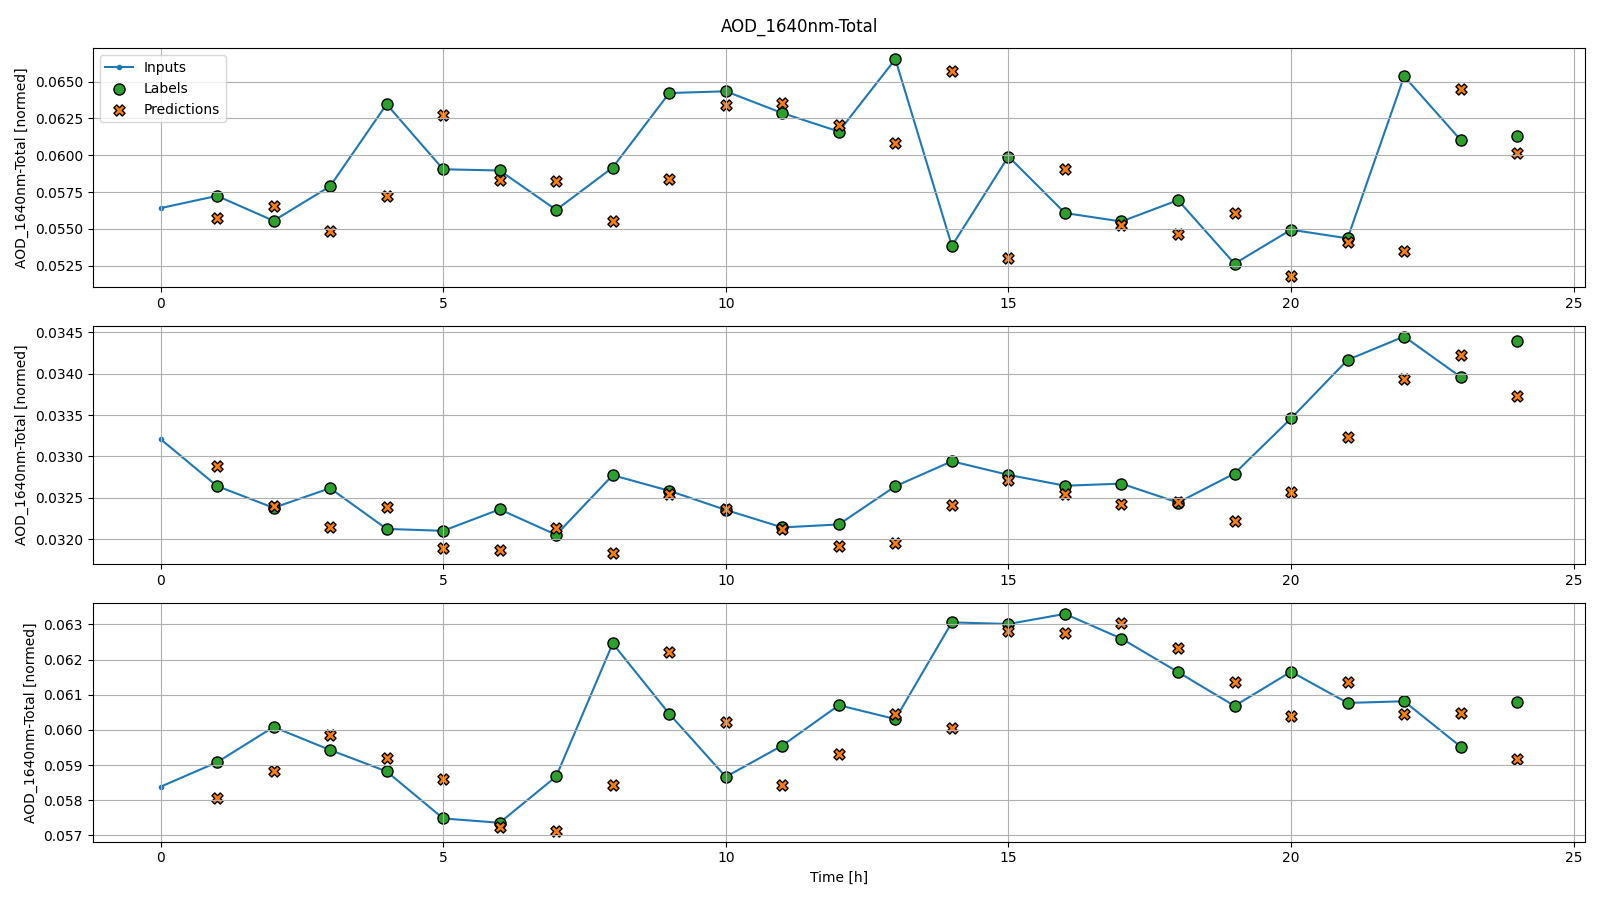 AOD_1640nm-Total
AOD_1640nm-Total [normed]
0.0650
0.0625
0.0600
0.0575
0.0550
0.0525
Inputs
Labels
Predictions
0 5 10 15 20 25
AOD_1640nm-Total [normed]
0.0345
0.0340
0.0335
0.0330
0.0325
0.0320
0 5 10 15 20 25
AOD_1640nm-Total [normed]
0.063
0.062
0.061
0.060
0.059
0.058
0.057
0 5 10 15 20 25
Time [h]